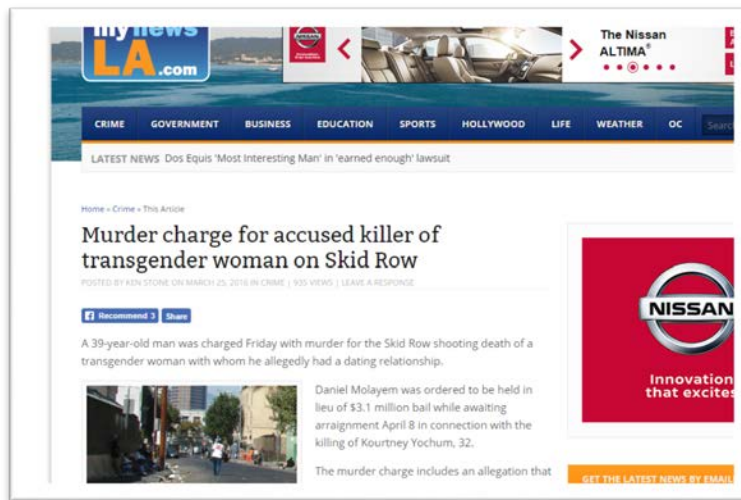 my news
LA
.com
The Nissan
ALTIMA®
CRIME GOVERNMENT BUSINESS EDUCATION SPORTS HOLLYWOOD LIFE WEATHER OC Search
LATEST NEWS Dos Equis 'Most Interesting Man' in 'earned enough' lawsuit
Home » Crime » This Article
Murder charge for accused killer of
transgender woman on Skid Row
POSTED BY KEN STONE ON MARCH 25, 2016 IN CRIME | 935 VIEWS | LEAVE A RESPONSE
Recommend 3 Share
A 39-year-old man was charged Friday with murder for the Skid Row shooting death of a
transgender woman with whom he allegedly had a dating relationship.
Daniel Molayem was ordered to be held in
lieu of $3.1 million bail while awaiting
arraignment April 8 in connection with the
killing of Kourtney Yochum, 32.
The murder charge includes an allegation that
NISSAN
Innovation
that excites
GET THE LATEST NEWS BY EMAIL